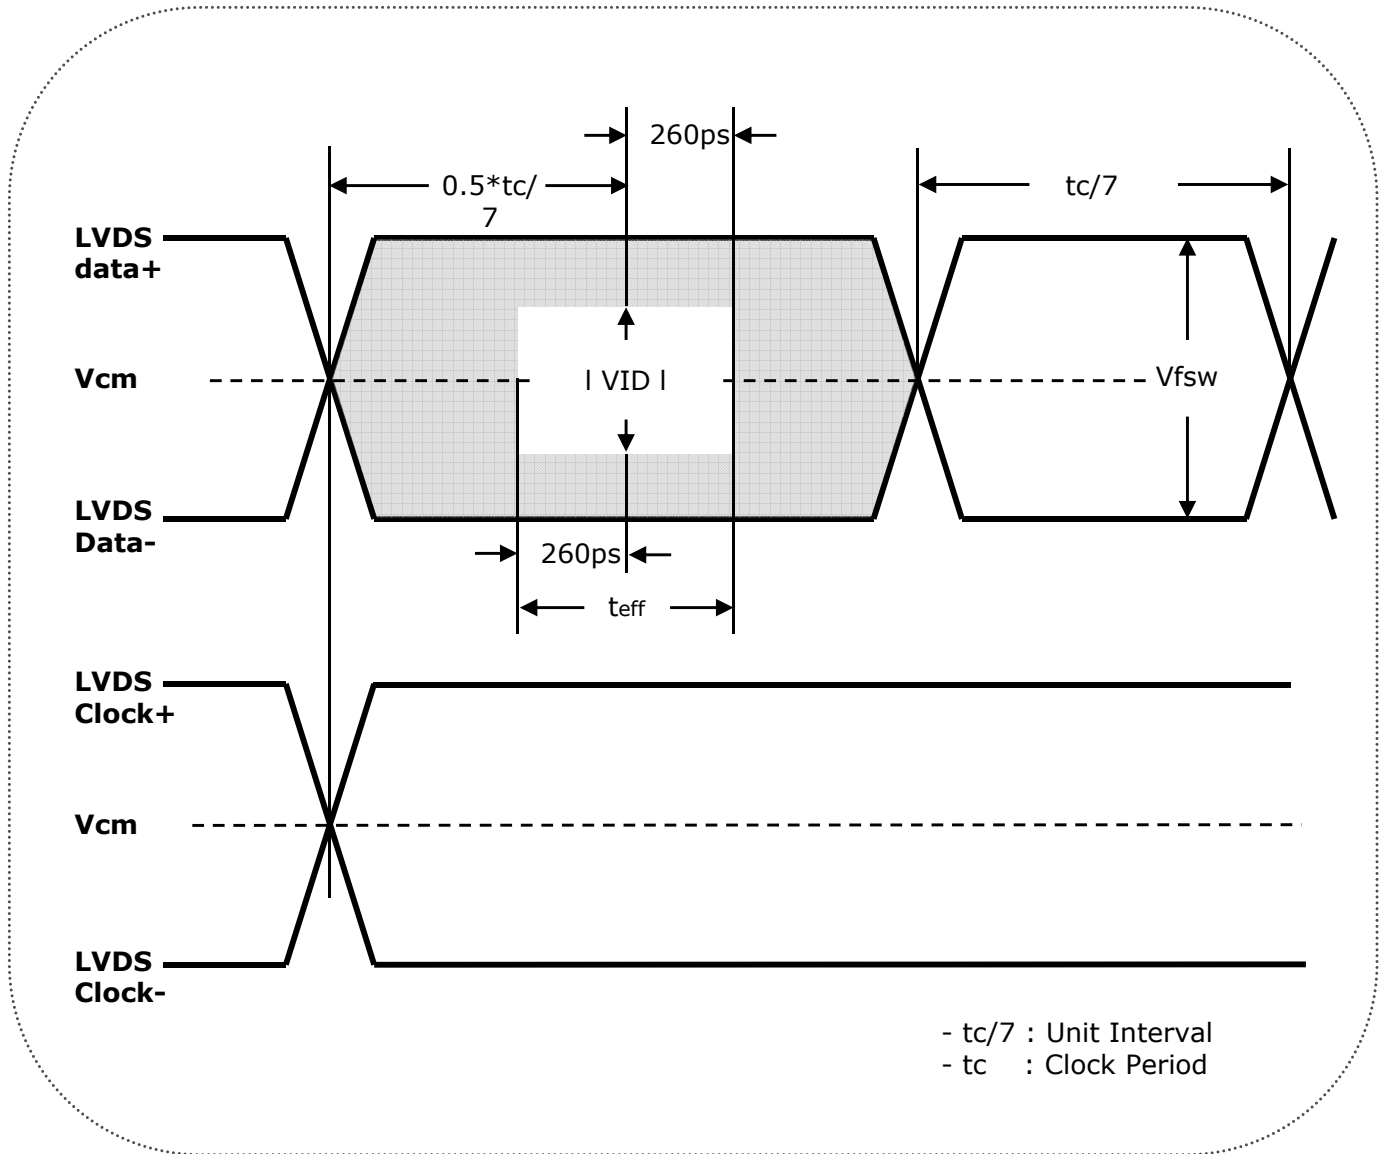 260ps
0.5*tc/
7
tc/7
LVDS
data+
Vcm
l VID l
Vfsw
LVDS
Data-
260ps
teff
LVDS
Clock+
Vcm
LVDS
Clock-
- tc/7 : Unit Interval
- tc : Clock Period